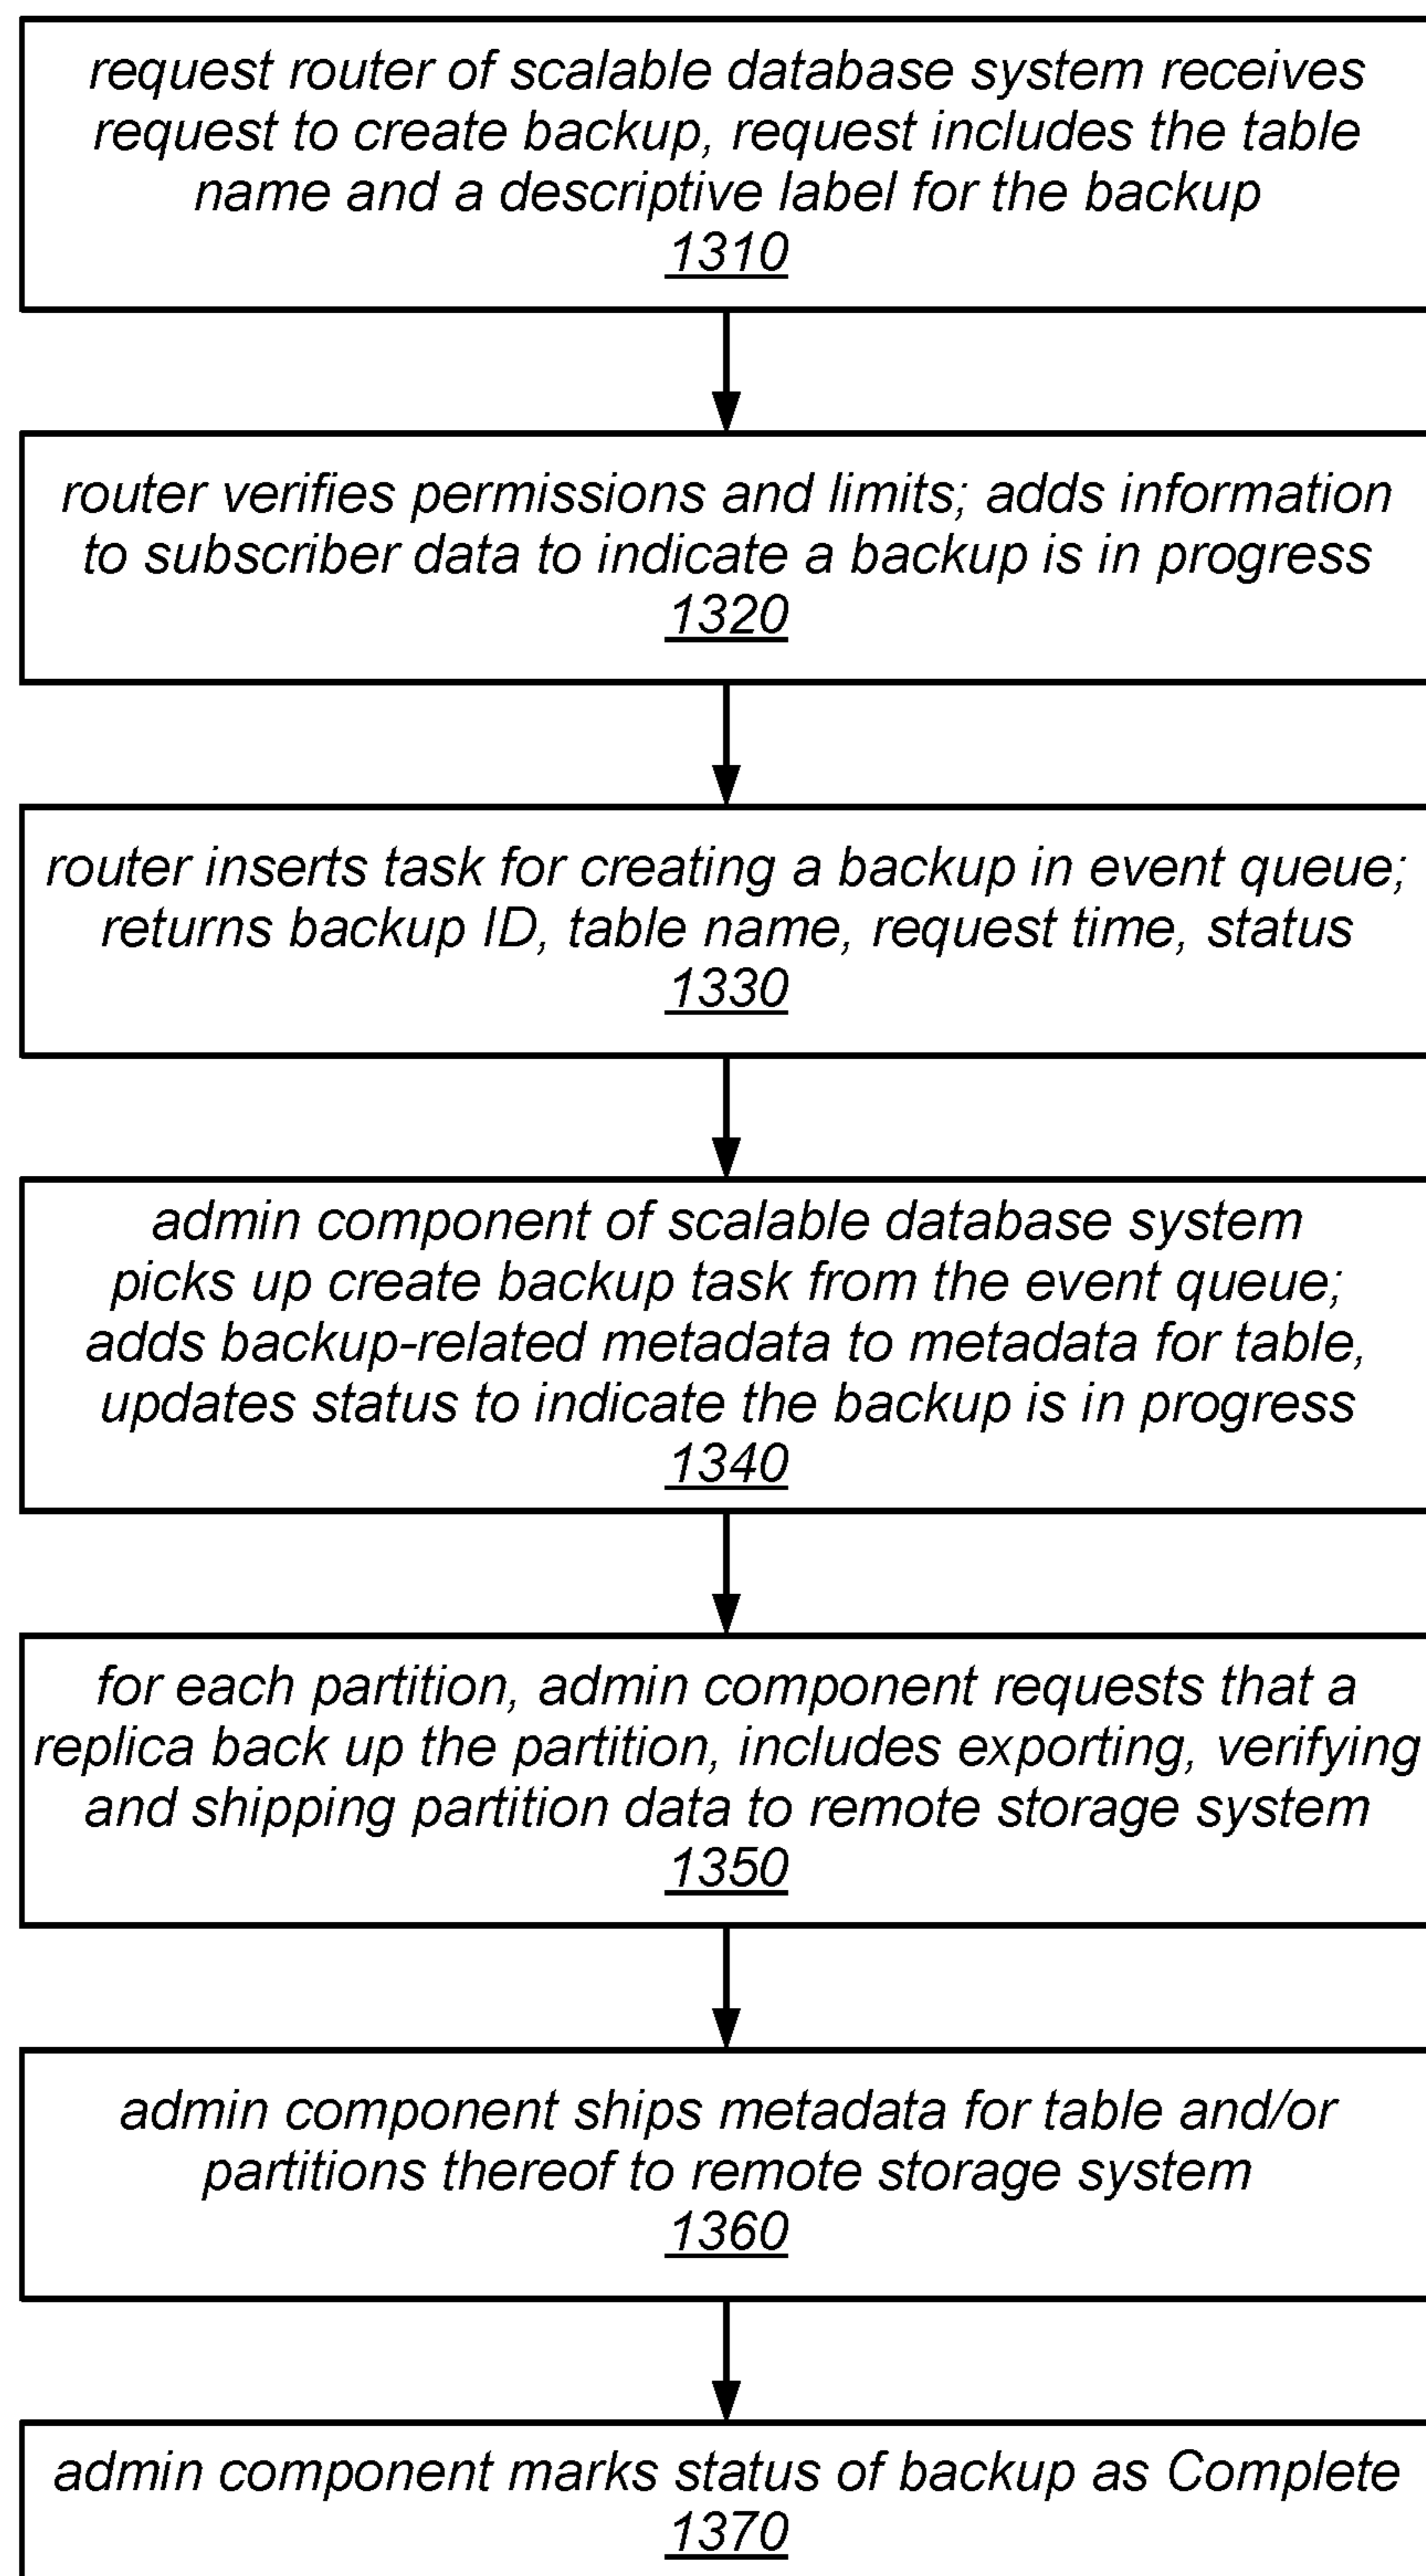 request router of scalable database system receives
request to create backup, request includes the table
name and a descriptive label for the backup
1310
router verifies permissions and limits; adds information
to subscriber data to indicate a backup is in progress
1320
router inserts task for creating a backup in event queue;
returns backup ID, table name, request time, status
1330
admin component of scalable database system
picks up create backup task from the event queue;
adds backup-related metadata to metadata for table,
updates status to indicate the backup is in progress
1340
for each partition, admin component requests that a
replica back up the partition, includes exporting, verifying
and shipping partition data to remote storage system
1350
admin component ships metadata for table and/or
partitions thereof to remote storage system
1360
admin component marks status of backup as Complete
1370